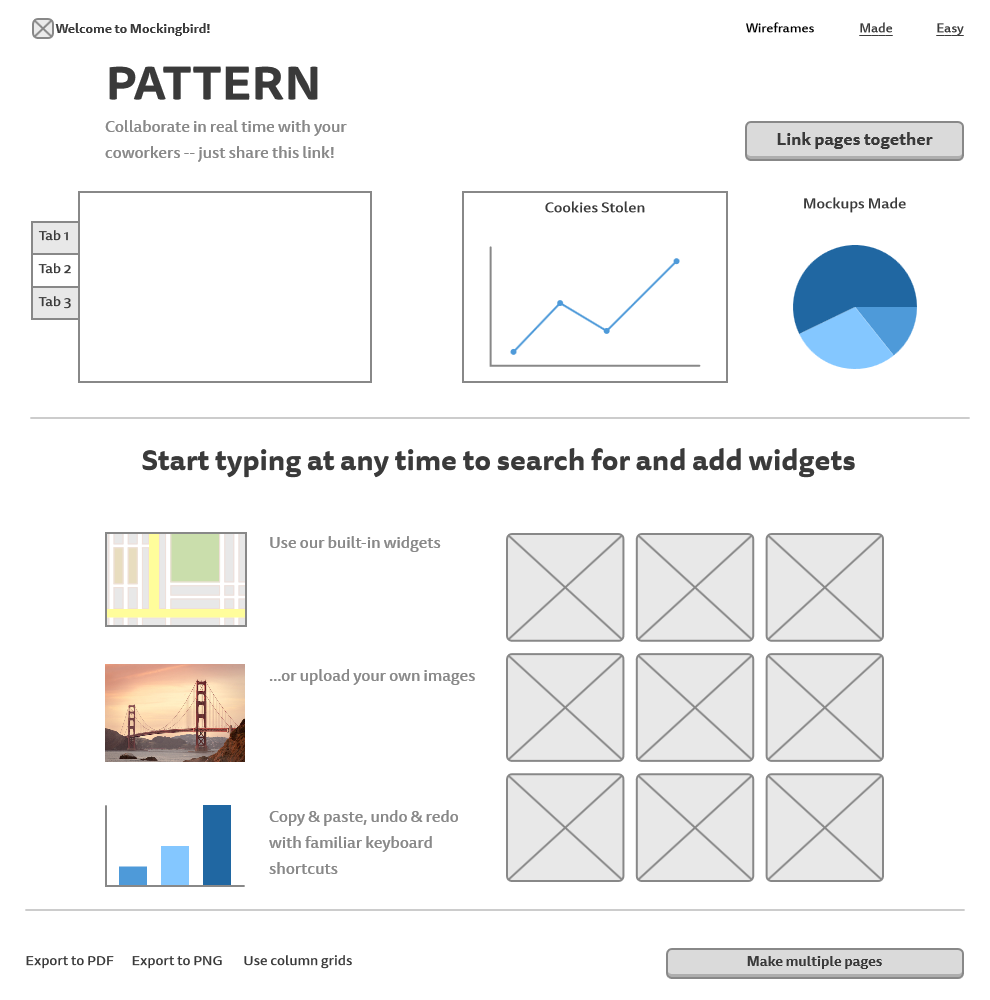 Welcome to Mockingbird!
Wireframes
Made
Easy
PATTERN
Collaborate in real time with your
coworkers -- just share this link!
Link pages together
Tab 1
Tab 2
Tab 3
Cookies Stolen
Mockups Made
Start typing at any time to search for and add widgets
Use our built-in widgets
...or upload your own images
Copy & paste, undo & redo
with familiar keyboard
shortcuts
Export to PDF
Export to PNG
Use column grids
Make multiple pages